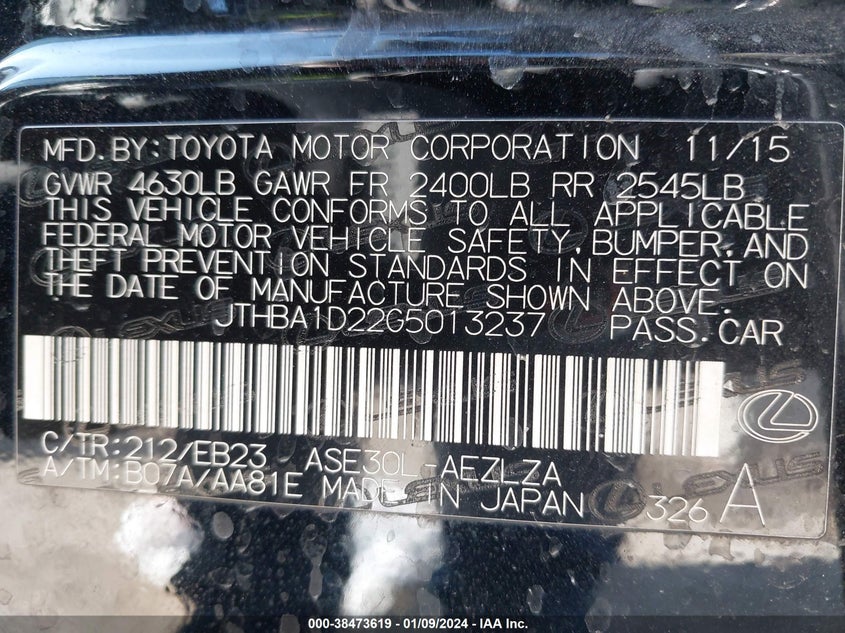 MFD.BY:TOYOTA MOTOR CORPORATION 11/15
GVWR 4630LB GAWR FR 2400LB RR 2545LB
THIS VEHICLE CONFORMS TO ALL APPLICABLE
FEDERAL MOTOR VEHICLE SAFETY,BUMPER,AND
THEFT PREVENTION STANDARDS IN EFFECT ON
THE DATE OF MANUFACTURE SHOWN ABOVE.
JTHBA1D22G5013237 PASS.CAR
C/TR:212/EB23 ASE30L-AEZLZA
A/TM:B07A/AA81E MADE IN JAPAN 326 A
LEXUS
LEXUS
LEXUS
000-38473619 - 01/09/2024 - IAA Inc.